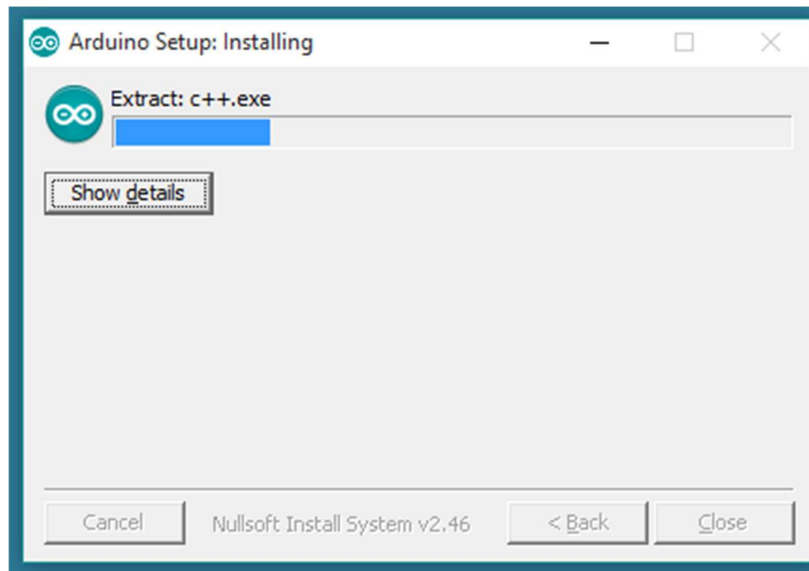 Arduino Setup: Installing
Extract: c++.exe
Show details
Cancel
Nullsoft Install System v2.46
< Back
Close